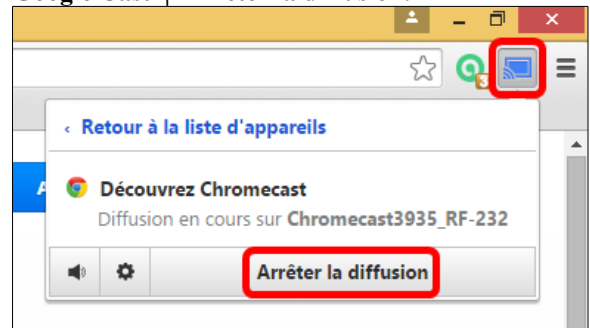 ‹ Retour à la liste d'appareils
Découvrez Chromecast
Diffusion en cours sur Chromecast3935_RF-232
Arrêter la diffusion